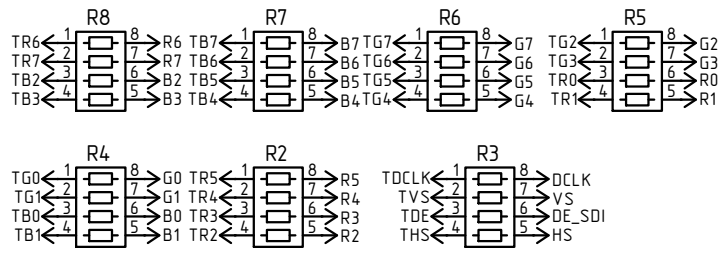 R8 R7 R6 R5
TR6 1 8 R6 TB7 1 8 B7 TG7 1 8 G7 TG2 1 8 G2
TR7 2 7 R7 TB6 2 7 B6 TG6 2 7 G6 TG3 2 7 G3
TB2 3 6 B2 TB5 3 6 B5 TG5 3 6 G5 TR0 3 6 R0
TB3 4 5 B3 TB4 4 5 B4 TG4 4 5 G4 TR1 4 5 R1
R4 R2 R3
TG0 1 8 G0 TR5 1 8 R5 TDCLK 1 8 DCLK
TG1 2 7 G1 TR4 2 7 R4 TVS 2 7 VS
TB0 3 6 B0 TR3 3 6 R3 TDE 3 6 DE_SDI
TB1 4 5 B1 TR2 4 5 R2 THS 4 5 HS